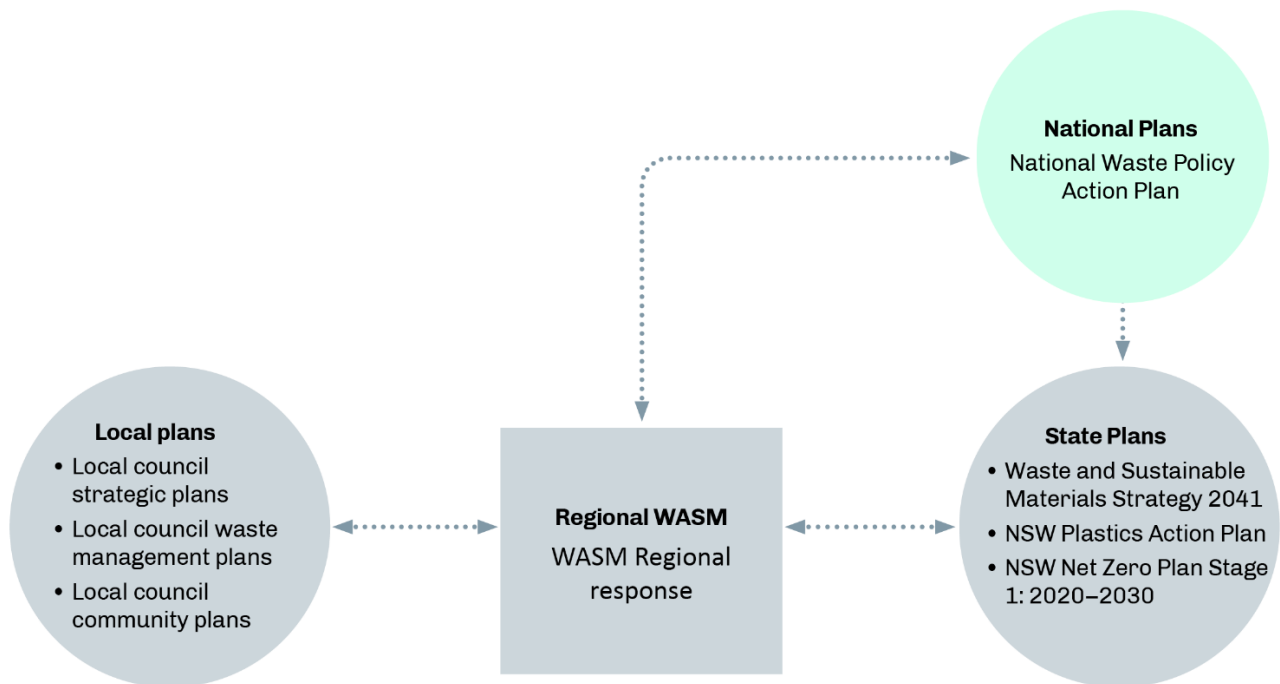 National Plans
National Waste Policy
Action Plan
Local plans
• Local council
strategic plans
• Local council waste
management plans
• Local council
community plans
Regional WASM
WASM Regional
response
State Plans
• Waste and Sustainable
Materials Strategy 2041
• NSW Plastics Action Plan
• NSW Net Zero Plan Stage
1: 2020–2030